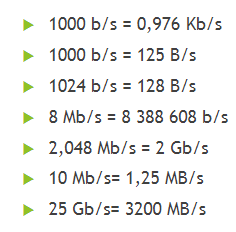 1000 b/s = 0,976 Kb/s
1000 b/s = 125 B/s
1024 b/s = 128 B/s
8 Mb/s = 8 388 608 b/s
2,048 Mb/s = 2 Gb/s
10 Mb/s= 1,25 MB/s
25 Gb/s= 3200 MB/s